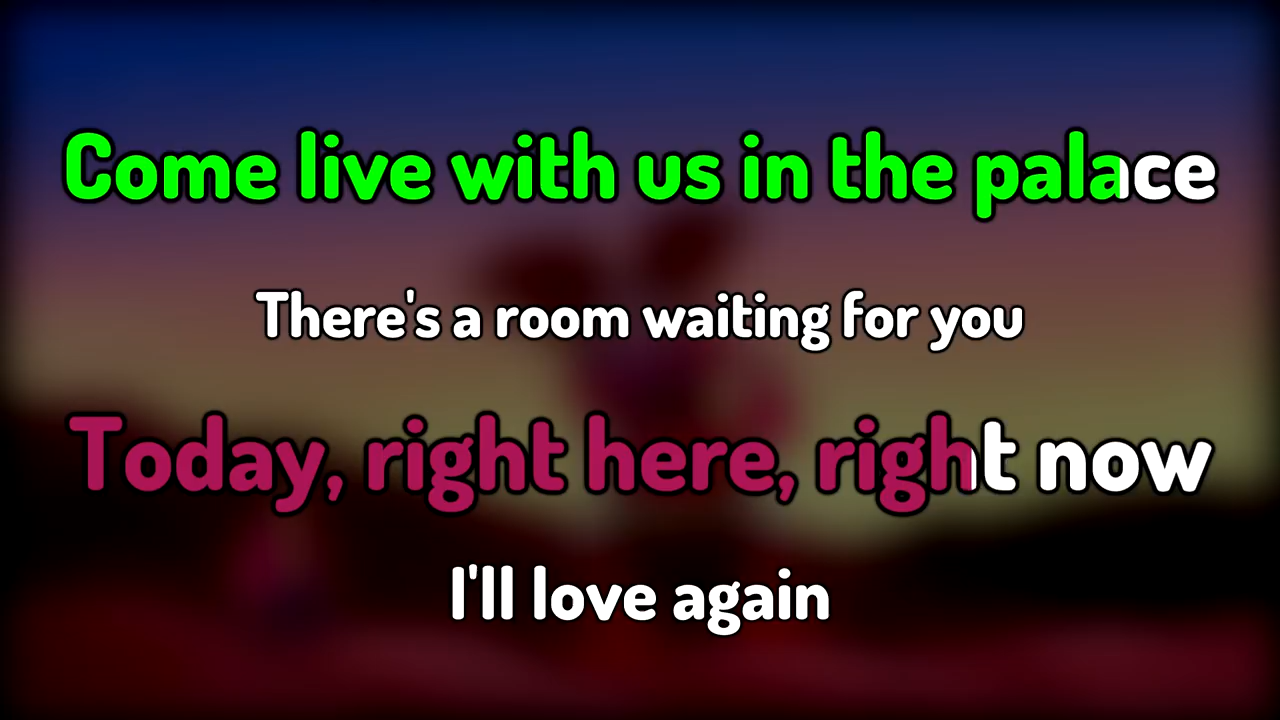 Come live with us in the palace
There's a room waiting for you
Today, right here, right now
I'll love again